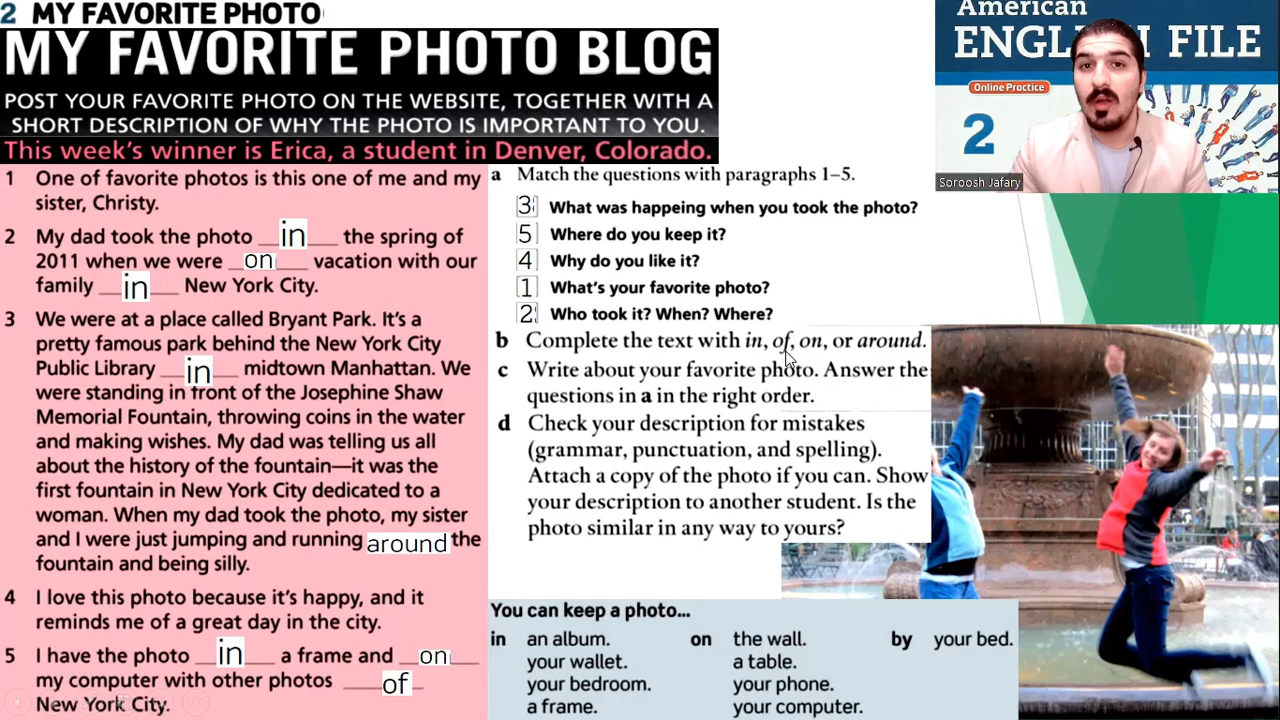 2 MY FAVORITE PHOTO
MY FAVORITE PHOTO BLOG
POST YOUR FAVORITE PHOTO ON THE WEBSITE, TOGETHER WITH A
SHORT DESCRIPTION OF WHY THE PHOTO IS IMPORTANT TO YOU.
This week's winner is Erica, a student in Denver, Colorado.
1 One of favorite photos is this one of me and my
sister, Christy.
2 My dad took the photo __in__ the spring of
2011 when we were __on__ vacation with our
family __in__ New York City.
3 We were at a place called Bryant Park. It's a
pretty famous park behind the New York City
Public Library __in__ midtown Manhattan. We
were standing in front of the Josephine Shaw
Memorial Fountain, throwing coins in the water
and making wishes. My dad was telling us all
about the history of the fountain—it was the
first fountain in New York City dedicated to a
woman. When my dad took the photo, my sister
and I were just jumping and running around the
fountain and being silly.
4 I love this photo because it's happy, and it
reminds me of a great day in the city.
5 I have the photo __in__ a frame and __on__
my computer with other photos __of__
New York City.
a Match the questions with paragraphs 1–5.
3 What was happeing when you took the photo?
5 Where do you keep it?
4 Why do you like it?
1 What's your favorite photo?
2 Who took it? When? Where?
b Complete the text with in, of, on, or around.
c Write about your favorite photo. Answer the
questions in a in the right order.
d Check your description for mistakes
(grammar, punctuation, and spelling).
Attach a copy of the photo if you can. Show
your description to another student. Is the
photo similar in any way to yours?
You can keep a photo...
in an album. on the wall. by your bed.
your wallet. a table.
your bedroom. your phone.
a frame. your computer.
American
ENGL H FILE
Online Practice
2
Soroosh Jafary